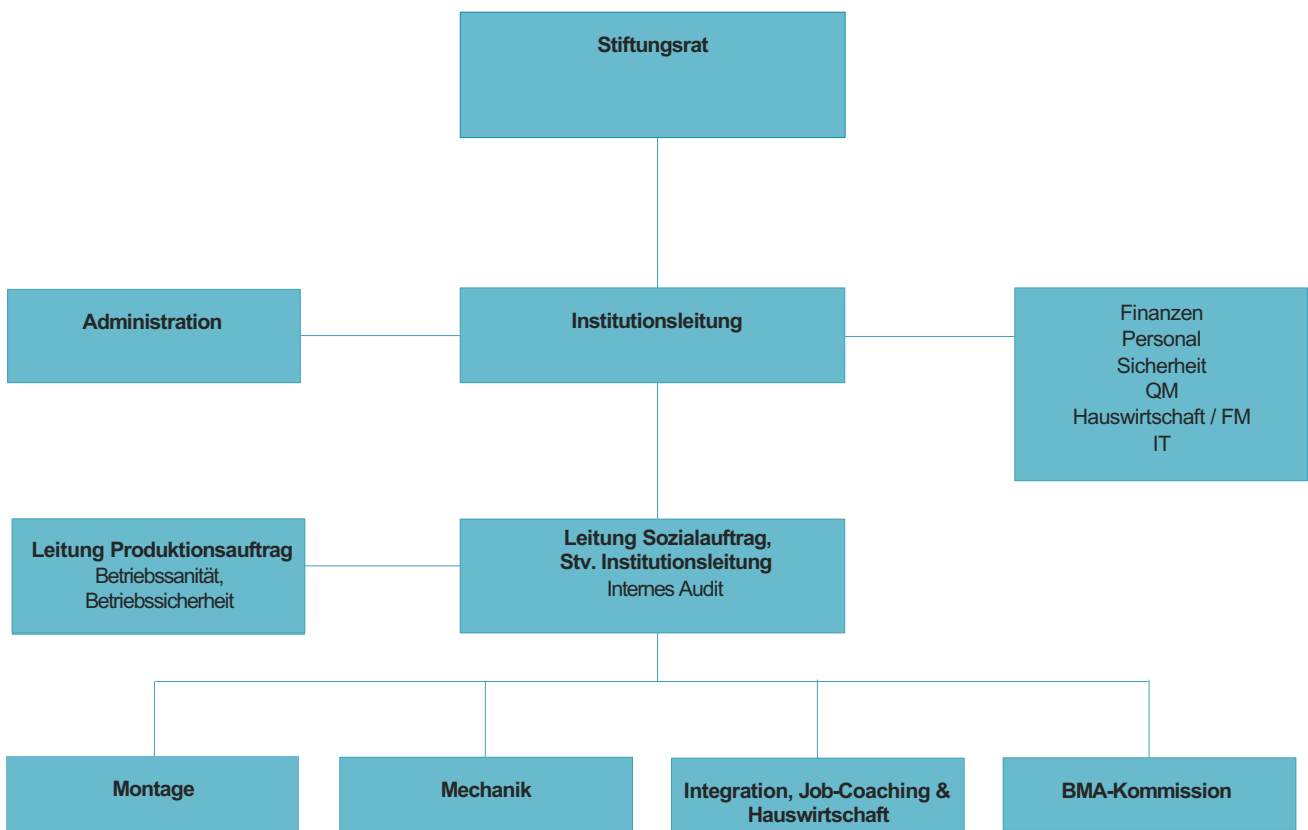 Stiftungsrat
Administration
Institutionsleitung
Finanzen
Personal
Sicherheit
QM
Hauswirtschaft / FM
IT
Leitung Produktionsauftrag
Betriebssanität,
Betriebssicherheit
Leitung Sozialauftrag,
Stv. Institutionsleitung
Internes Audit
Montage
Mechanik
Integration, Job-Coaching &
Hauswirtschaft
BMA-Kommission